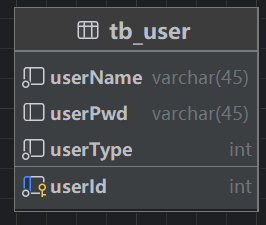 tb_user
userName varchar(45)
userPwd varchar(45)
userType int
userId int